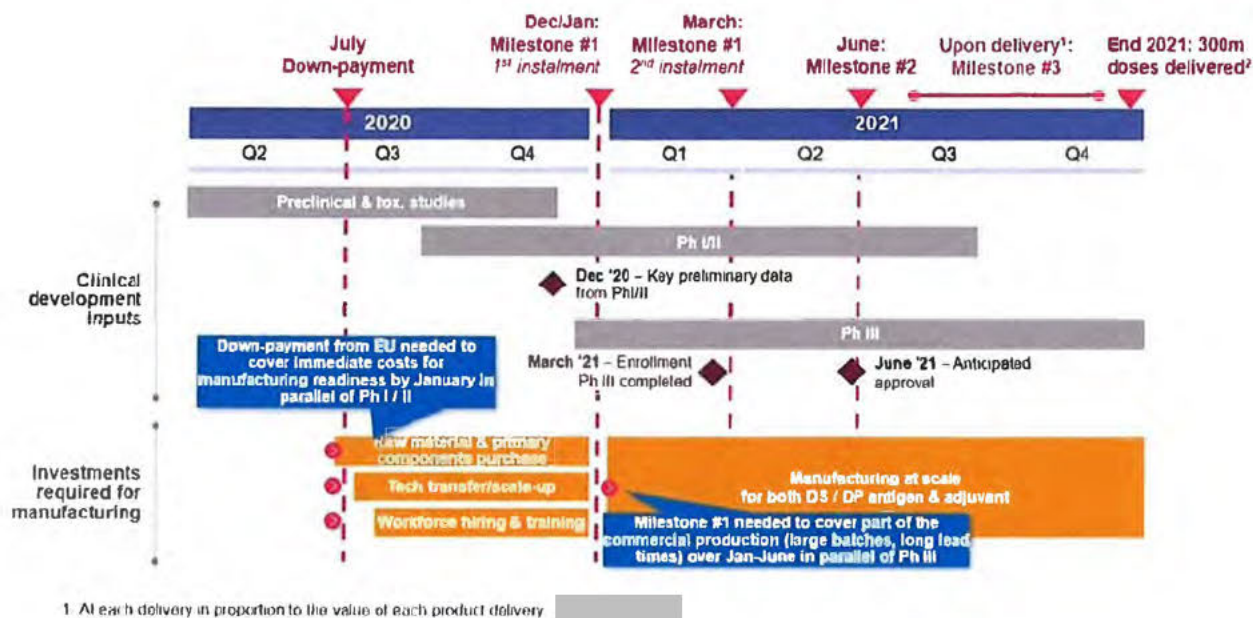 July
Down-payment
Dec/Jan:
Milestone #1
1st instalment
March:
Milestone #1
2nd instalment
June:
Milestone #2
Upon delivery¹:
Milestone #3
End 2021: 300m
doses delivered²
2020
2021
Q2
Q3
Q4
Q1
Q2
Q3
Q4
Preclinical & tox. studies
Ph I/II
Clinical
development
inputs
Dec '20 – Key preliminary data
from PhI/II
Ph III
Down-payment from EU needed to
cover immediate costs for
manufacturing readiness by January in
parallel of Ph I / II
March '21 – Enrollment
Ph III completed
June '21 – Anticipated
approval
Investments
required for
manufacturing
Raw material & primary
components purchase
Tech transfer/scale-up
Workforce hiring & training
Manufacturing at scale
for both DS / DP antigen & adjuvant
Milestone #1 needed to cover part of the
commercial production (large batches, long lead
times) over Jan-June in parallel of Ph III
1 At each delivery in proportion to the value of each product delivery